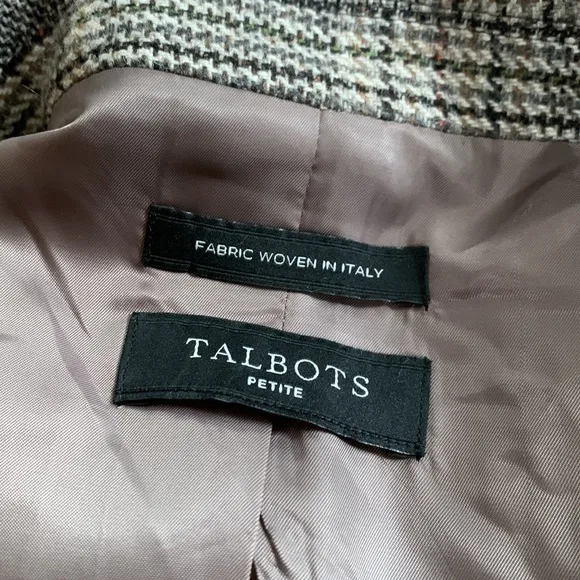 FABRIC WOVEN IN ITALY
TALBOTS
PETITE